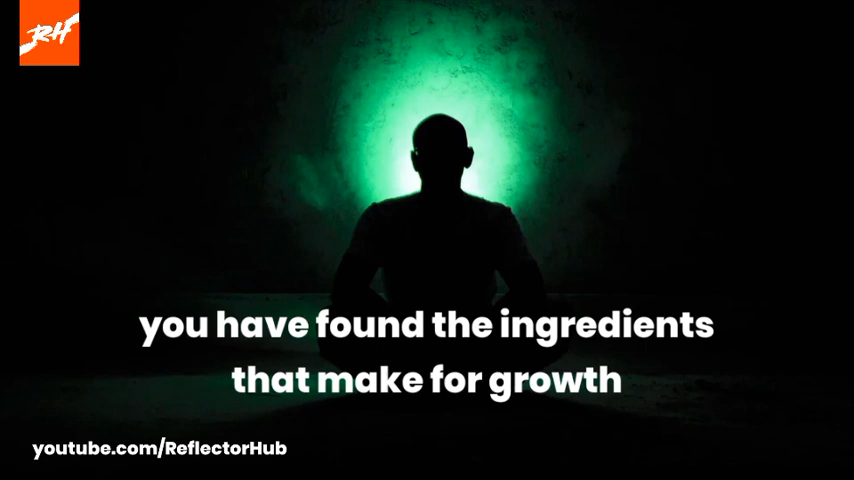 RH
you have found the ingredients
that make for growth
youtube.com/ReflectorHub